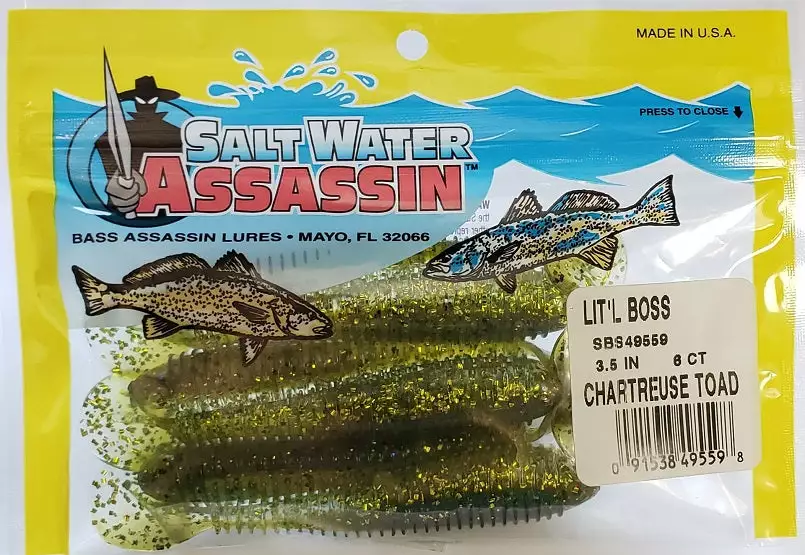 MADE IN U.S.A.
PRESS TO CLOSE
SALT WATER
ASSASSIN™
BASS ASSASSIN LURES • MAYO, FL 32066
LIT'L BOSS
SBS49559
3.5 IN 6 CT
CHARTREUSE TOAD
0 91538 49559 8